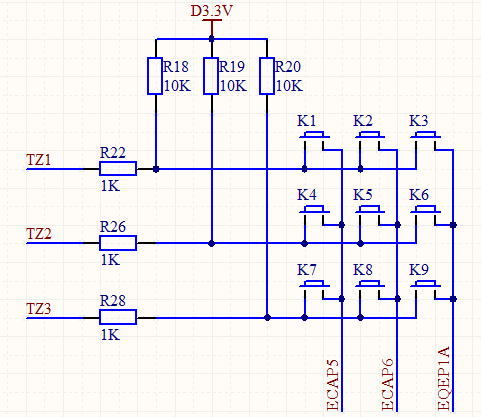 D3.3V
R18 R19 R20
10K 10K 10K
K1 K2 K3
TZ1 R22
1K
K4 K5 K6
TZ2 R26
1K
K7 K8 K9
TZ3 R28
1K
ECAP5 ECAP6 EQEP1A